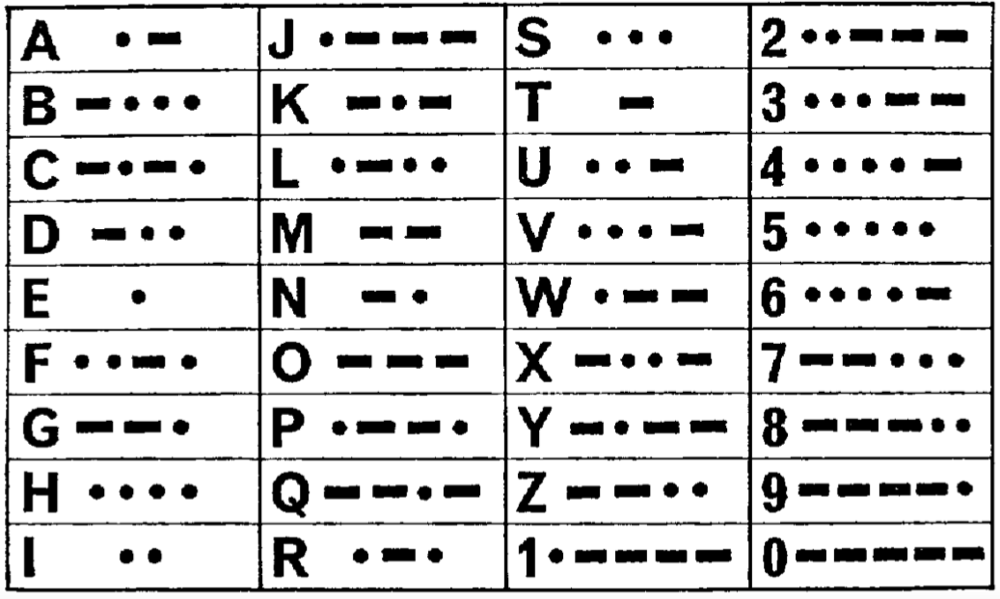 A • —
B — • • •
C — • — •
D — • •
E •
F • • — •
G — — •
H • • • •
I • •
J • — — —
K — • —
L • — • •
M — —
N — •
O — — —
P • — — •
Q — — • —
R • — •
S • • •
T —
U • • —
V • • • —
W • — —
X — • • —
Y — • — —
Z — — • •
1 • — — — —
2 • • — — —
3 • • • — —
4 • • • • —
5 • • • • •
6 • • • • —
7 — — • • •
8 — — — • •
9 — — — — •
0 — — — — —